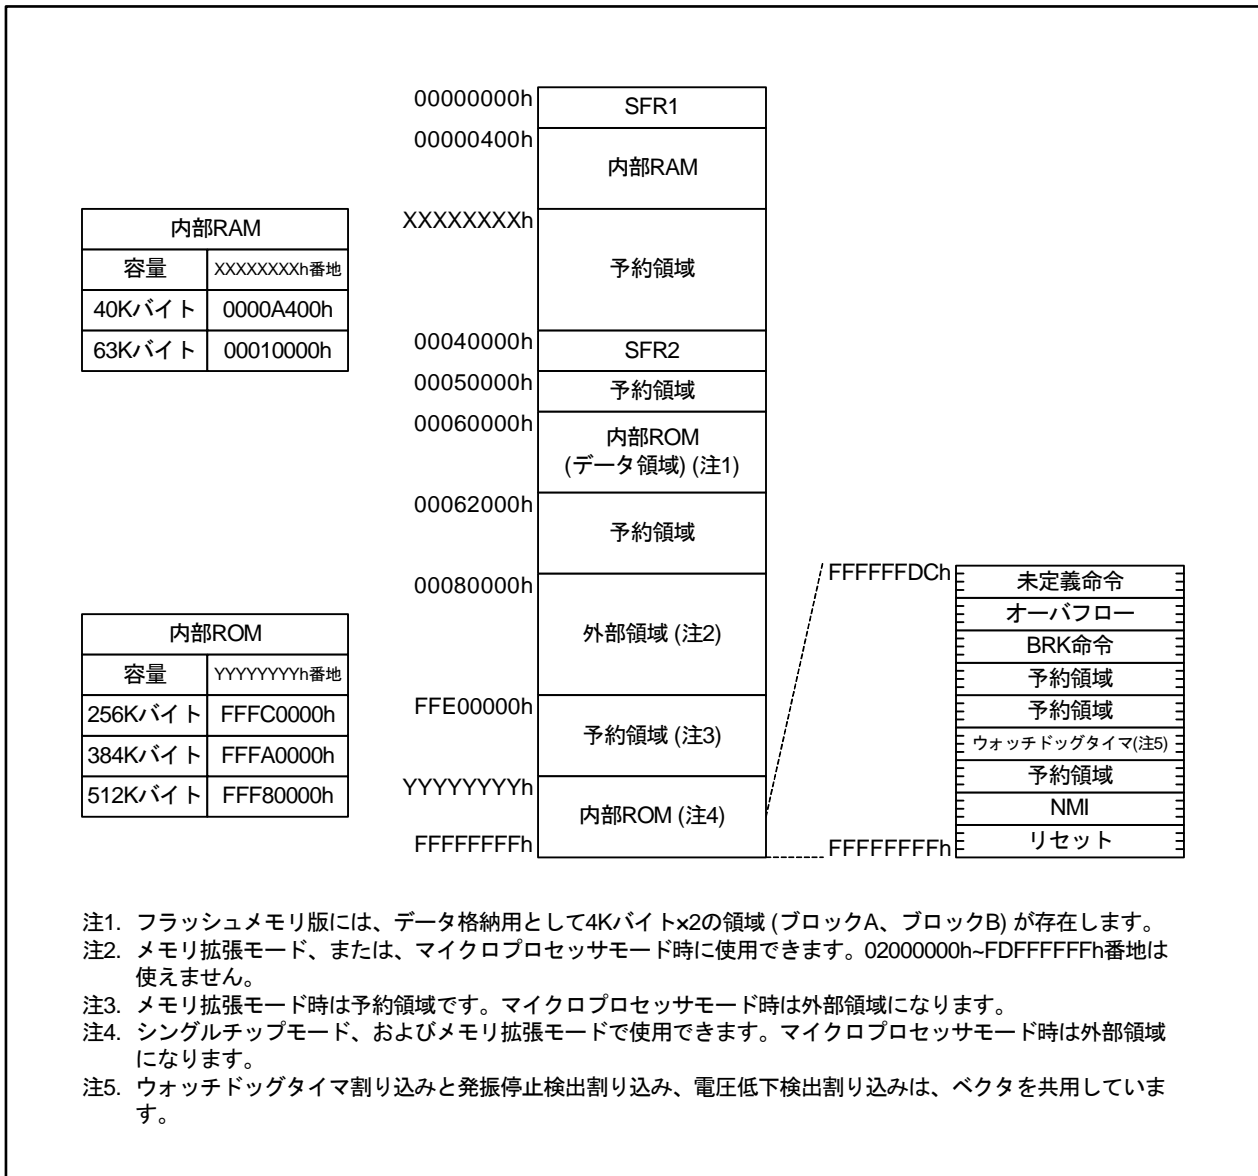 00000000h
SFR1
00000400h
内部RAM
XXXXXXXXh
予約領域
00040000h
SFR2
00050000h
予約領域
00060000h
内部ROM
(データ領域) (注1)
00062000h
予約領域
00080000h
外部領域 (注2)
FFE00000h
予約領域 (注3)
YYYYYYYYh
内部ROM (注4)
FFFFFFFFh
内部RAM
容量 XXXXXXXXh番地
40Kバイト 0000A400h
63Kバイト 00010000h
内部ROM
容量 YYYYYYYYh番地
256Kバイト FFFC0000h
384Kバイト FFFA0000h
512Kバイト FFF80000h
FFFFFFDCh
未定義命令
オーバフロー
BRK命令
予約領域
予約領域
ウォッチドッグタイマ(注5)
予約領域
NMI
リセット
FFFFFFFFh
注1. フラッシュメモリ版には、データ格納用として4Kバイトx2の領域 (ブロックA、ブロックB) が存在します。
注2. メモリ拡張モード、または、マイクロプロセッサモード時に使用できます。02000000h~FDFFFFFFh番地は
使えません。
注3. メモリ拡張モード時は予約領域です。マイクロプロセッサモード時は外部領域になります。
注4. シングルチップモード、およびメモリ拡張モードで使用できます。マイクロプロセッサモード時は外部領域
になります。
注5. ウォッチドッグタイマ割り込みと発振停止検出割り込み、電圧低下検出割り込みは、ベクタを共用していま
す。